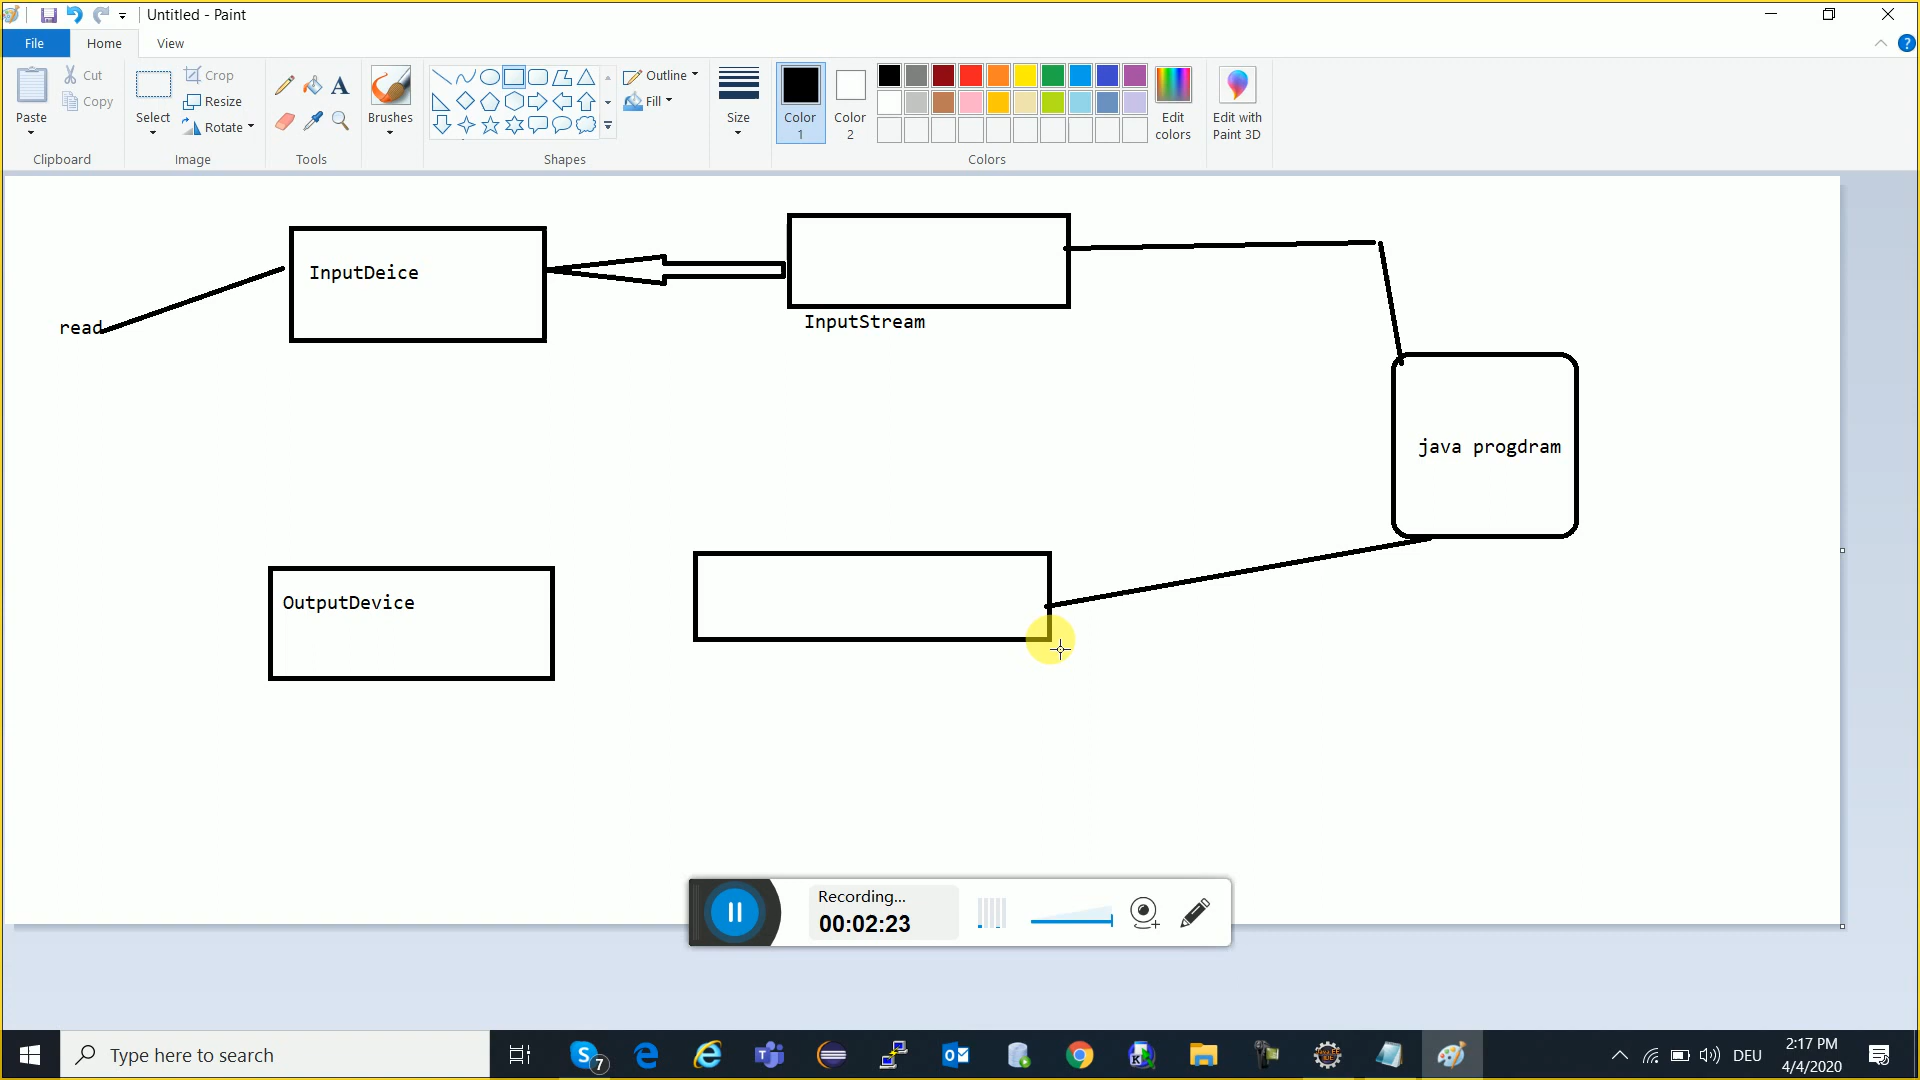 Untitled - Paint
File Home View
Paste
Cut
Copy
Clipboard
Select
Crop
Resize
Rotate
Image
A
Tools
Brushes
Outline
Fill
Shapes
Size
Color 1
Color 2
Colors
Edit colors
Edit with Paint 3D
?
InputDeice
read
InputStream
java progdram
OutputDevice
Recording...
00:02:23
Type here to search
7
DEU
2:17 PM
4/4/2020